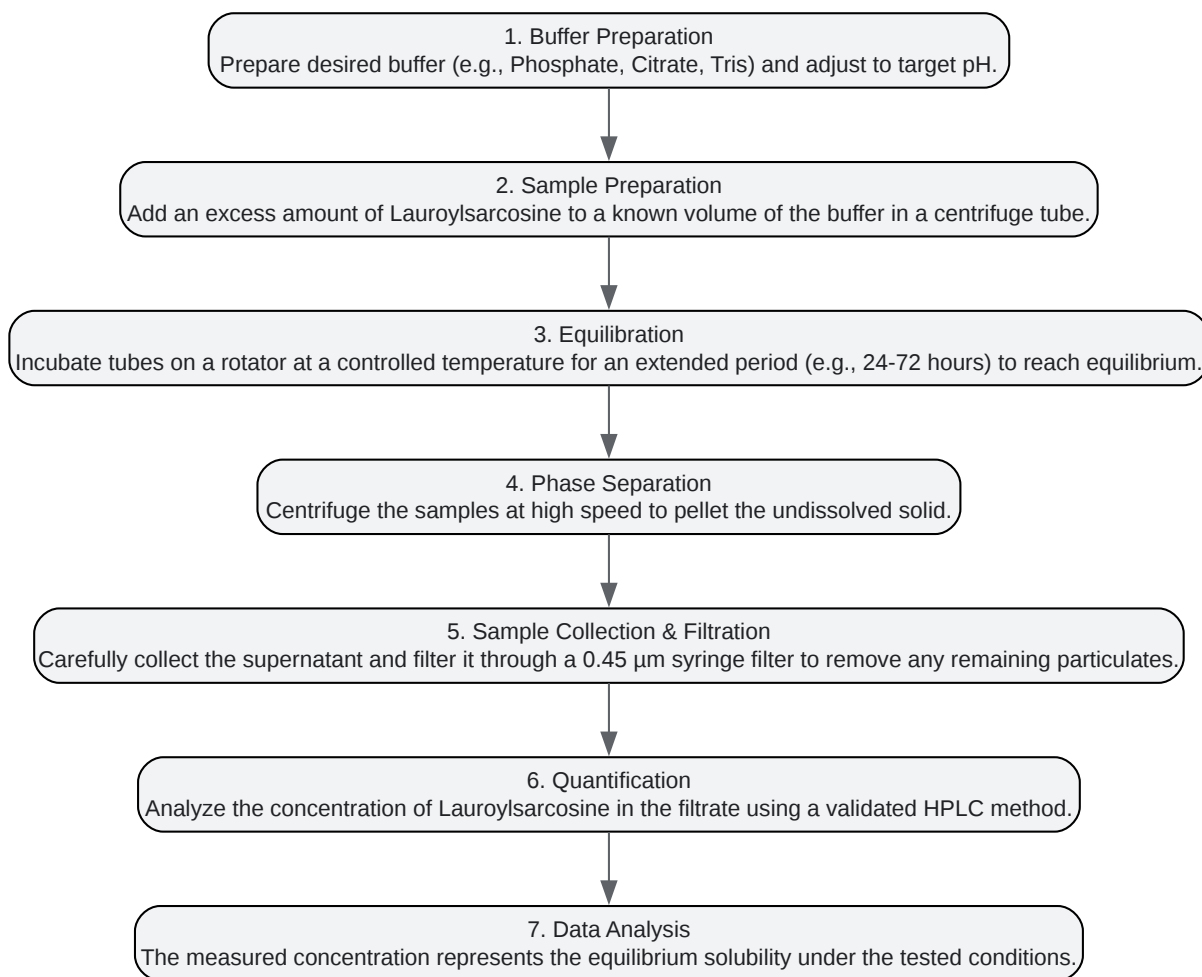 1. Buffer Preparation
Prepare desired buffer (e.g., Phosphate, Citrate, Tris) and adjust to target pH.
2. Sample Preparation
Add an excess amount of Lauroylsarcosine to a known volume of the buffer in a centrifuge tube.
3. Equilibration
Incubate tubes on a rotator at a controlled temperature for an extended period (e.g., 24-72 hours) to reach equilibrium.
4. Phase Separation
Centrifuge the samples at high speed to pellet the undissolved solid.
5. Sample Collection & Filtration
Carefully collect the supernatant and filter it through a 0.45 µm syringe filter to remove any remaining particulates.
6. Quantification
Analyze the concentration of Lauroylsarcosine in the filtrate using a validated HPLC method.
7. Data Analysis
The measured concentration represents the equilibrium solubility under the tested conditions.